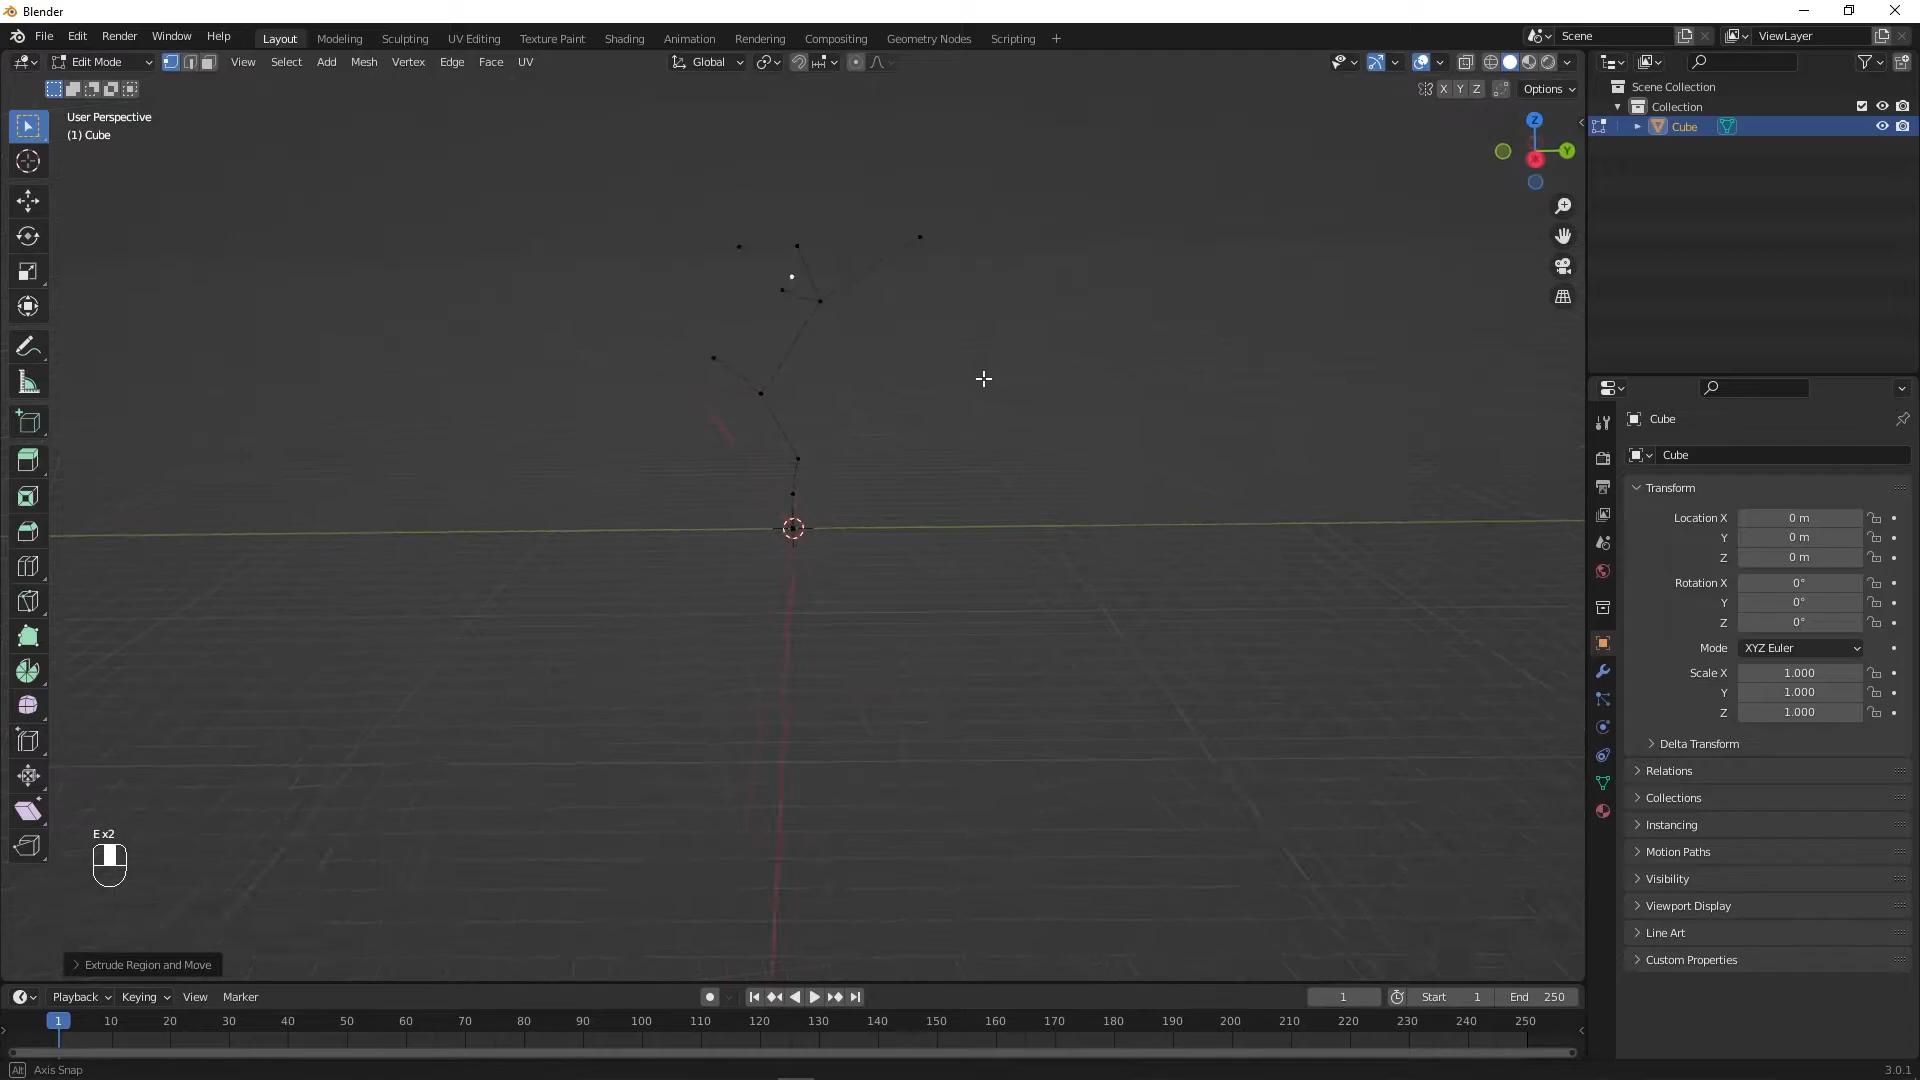 Blender
File Edit Render Window Help
Layout Modeling Sculpting UV Editing Texture Paint Shading Animation Rendering Compositing Geometry Nodes Scripting +
Scene
ViewLayer
Edit Mode
View Select Add Mesh Vertex Edge Face UV
Global
X Y Z
Options
User Perspective
(1) Cube
Z
Y
Scene Collection
Collection
Cube
Cube
Cube
Transform
Location X 0 m
Y 0 m
Z 0 m
Rotation X 0°
Y 0°
Z 0°
Mode XYZ Euler
Scale X 1.000
Y 1.000
Z 1.000
Delta Transform
Relations
Collections
Instancing
Motion Paths
Visibility
Viewport Display
Line Art
Custom Properties
E x2
Extrude Region and Move
Playback Keying View Marker
1
Start 1
End 250
1 10 20 30 40 50 60 70 80 90 100 110 120 130 140 150 160 170 180 190 200 210 220 230 240 250
Alt Axis Snap
3.0.1